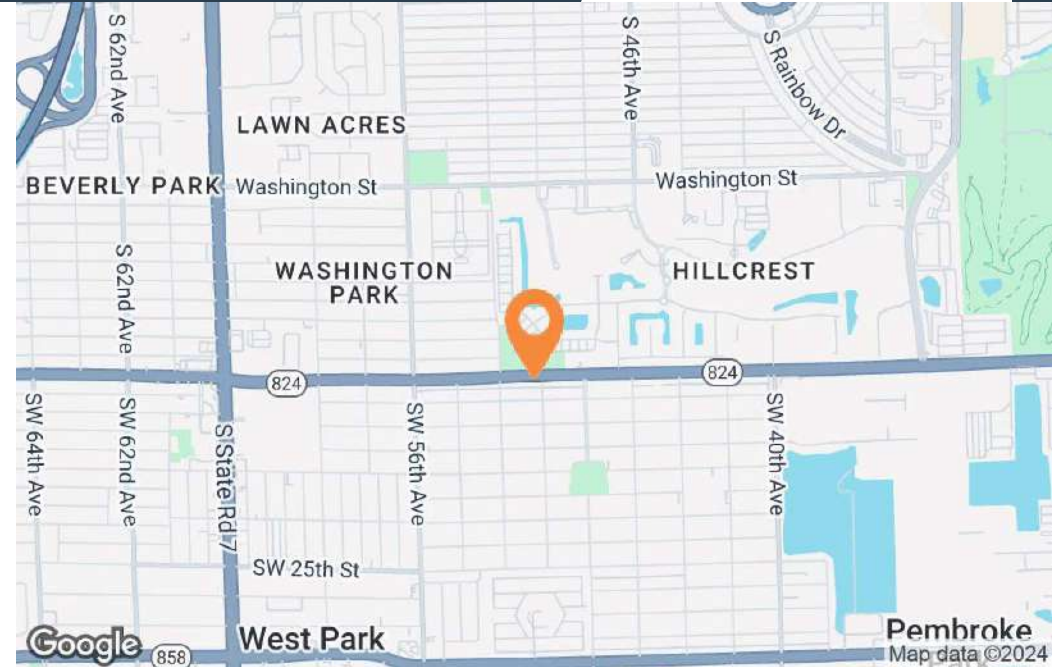 S 62nd Ave
S 46th Ave
S Rainbow Dr
LAWN ACRES
BEVERLY PARK
Washington St
Washington St
S 62nd Ave
WASHINGTON
PARK
HILLCREST
824
824
SW 64th Ave
SW 62nd Ave
S State Rd 7
SW 56th Ave
SW 40th Ave
SW 25th St
Google
858
West Park
Pembroke
Map data ©2024